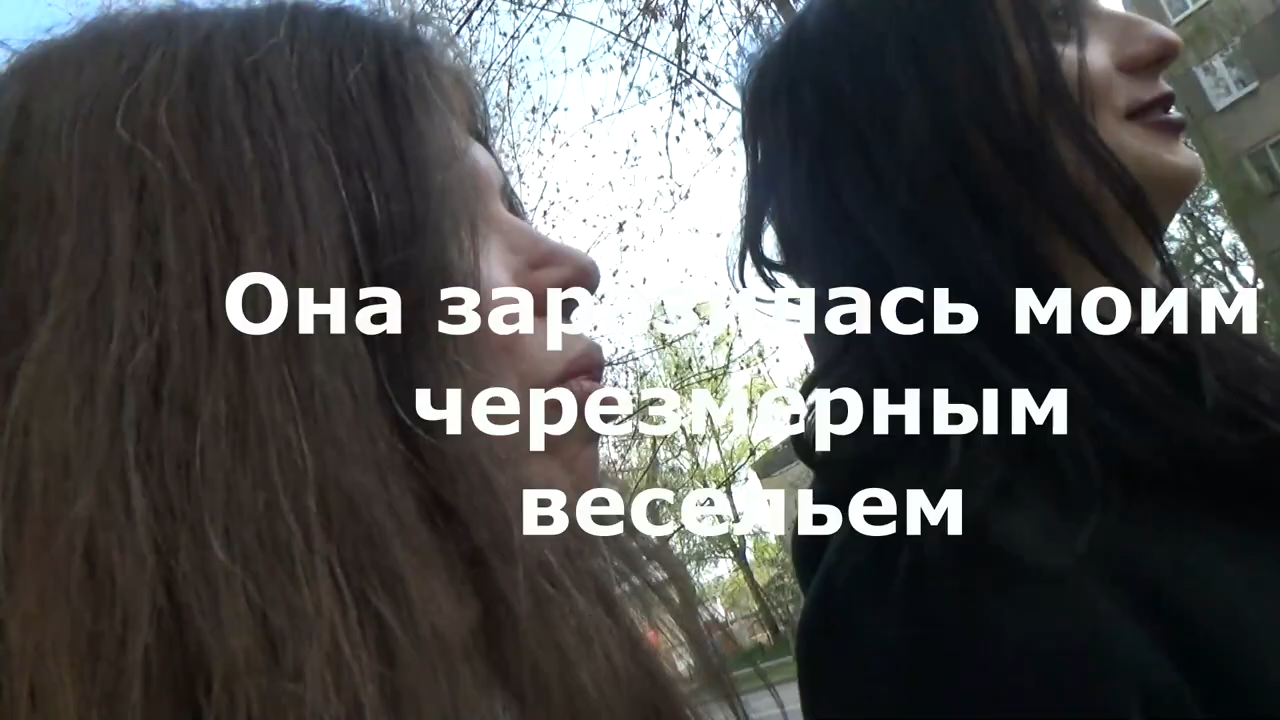 Она заразилась моим
черезмерным
весельем